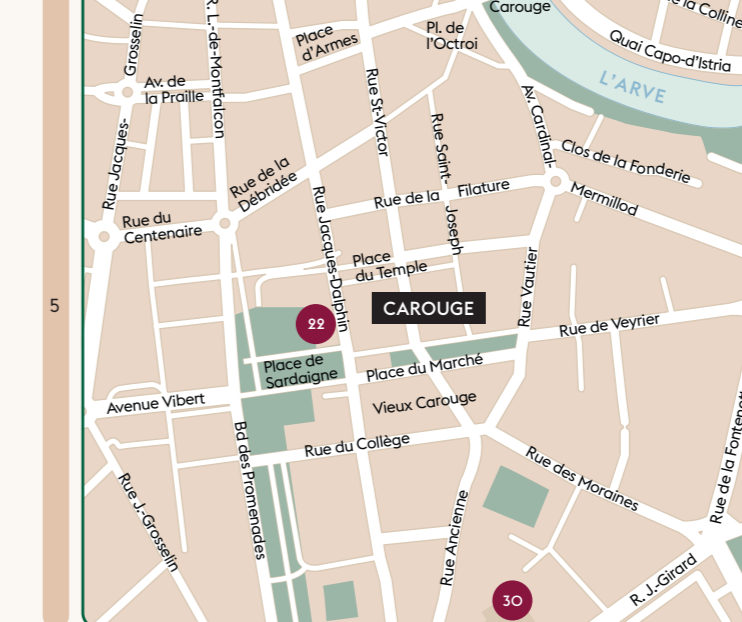 Carouge
de la Colline
Grosselin
R. L.-de-Montfalcon
Place
d'Armes
Pl. de
l'Octroi
Quai Capo-d'Istria
L'ARVE
Av. de
la Praille
Rue St-Victor
Av. Cardinal-
Rue Jacques-
Rue Saint-
Joseph
Clos de la Fonderie
Rue de la
Débridée
Mermillod
Rue de la Filature
Rue du
Centenaire
Rue Jacques-Dalphin
Place
du Temple
Rue Vautier
5
CAROUGE
22
Rue de Veyrier
Place de
Sardaigne
Place du Marché
Avenue Vibert
Vieux Carouge
Bd des Promenades
Rue du Collège
Rue de la Fontenette
Rue des Moraines
Rue J.-Grosselin
Rue Ancienne
R. J.-Girard
30